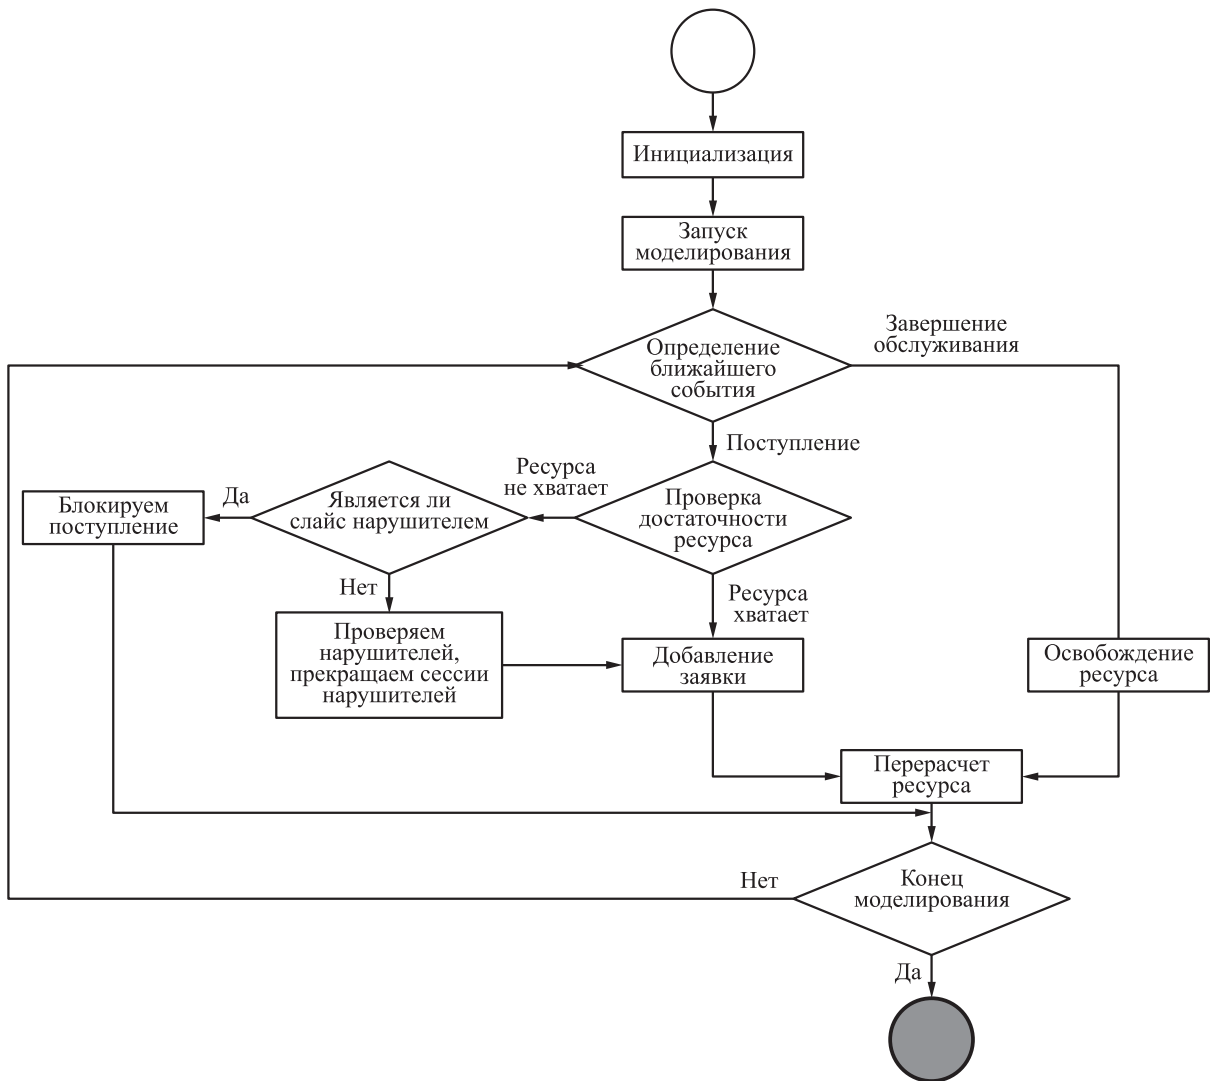 Инициализация
Запуск
моделирования
Определение
ближайшего
события
Завершение
обслуживания
Поступление
Проверка
достаточности
ресурса
Ресурса
не хватает
Является ли
слайс нарушителем
Да
Блокируем
поступление
Нет
Проверяем
нарушителей,
прекращаем сессии
нарушителей
Ресурса
хватает
Добавление
заявки
Освобождение
ресурса
Перерасчет
ресурса
Конец
моделирования
Нет
Да